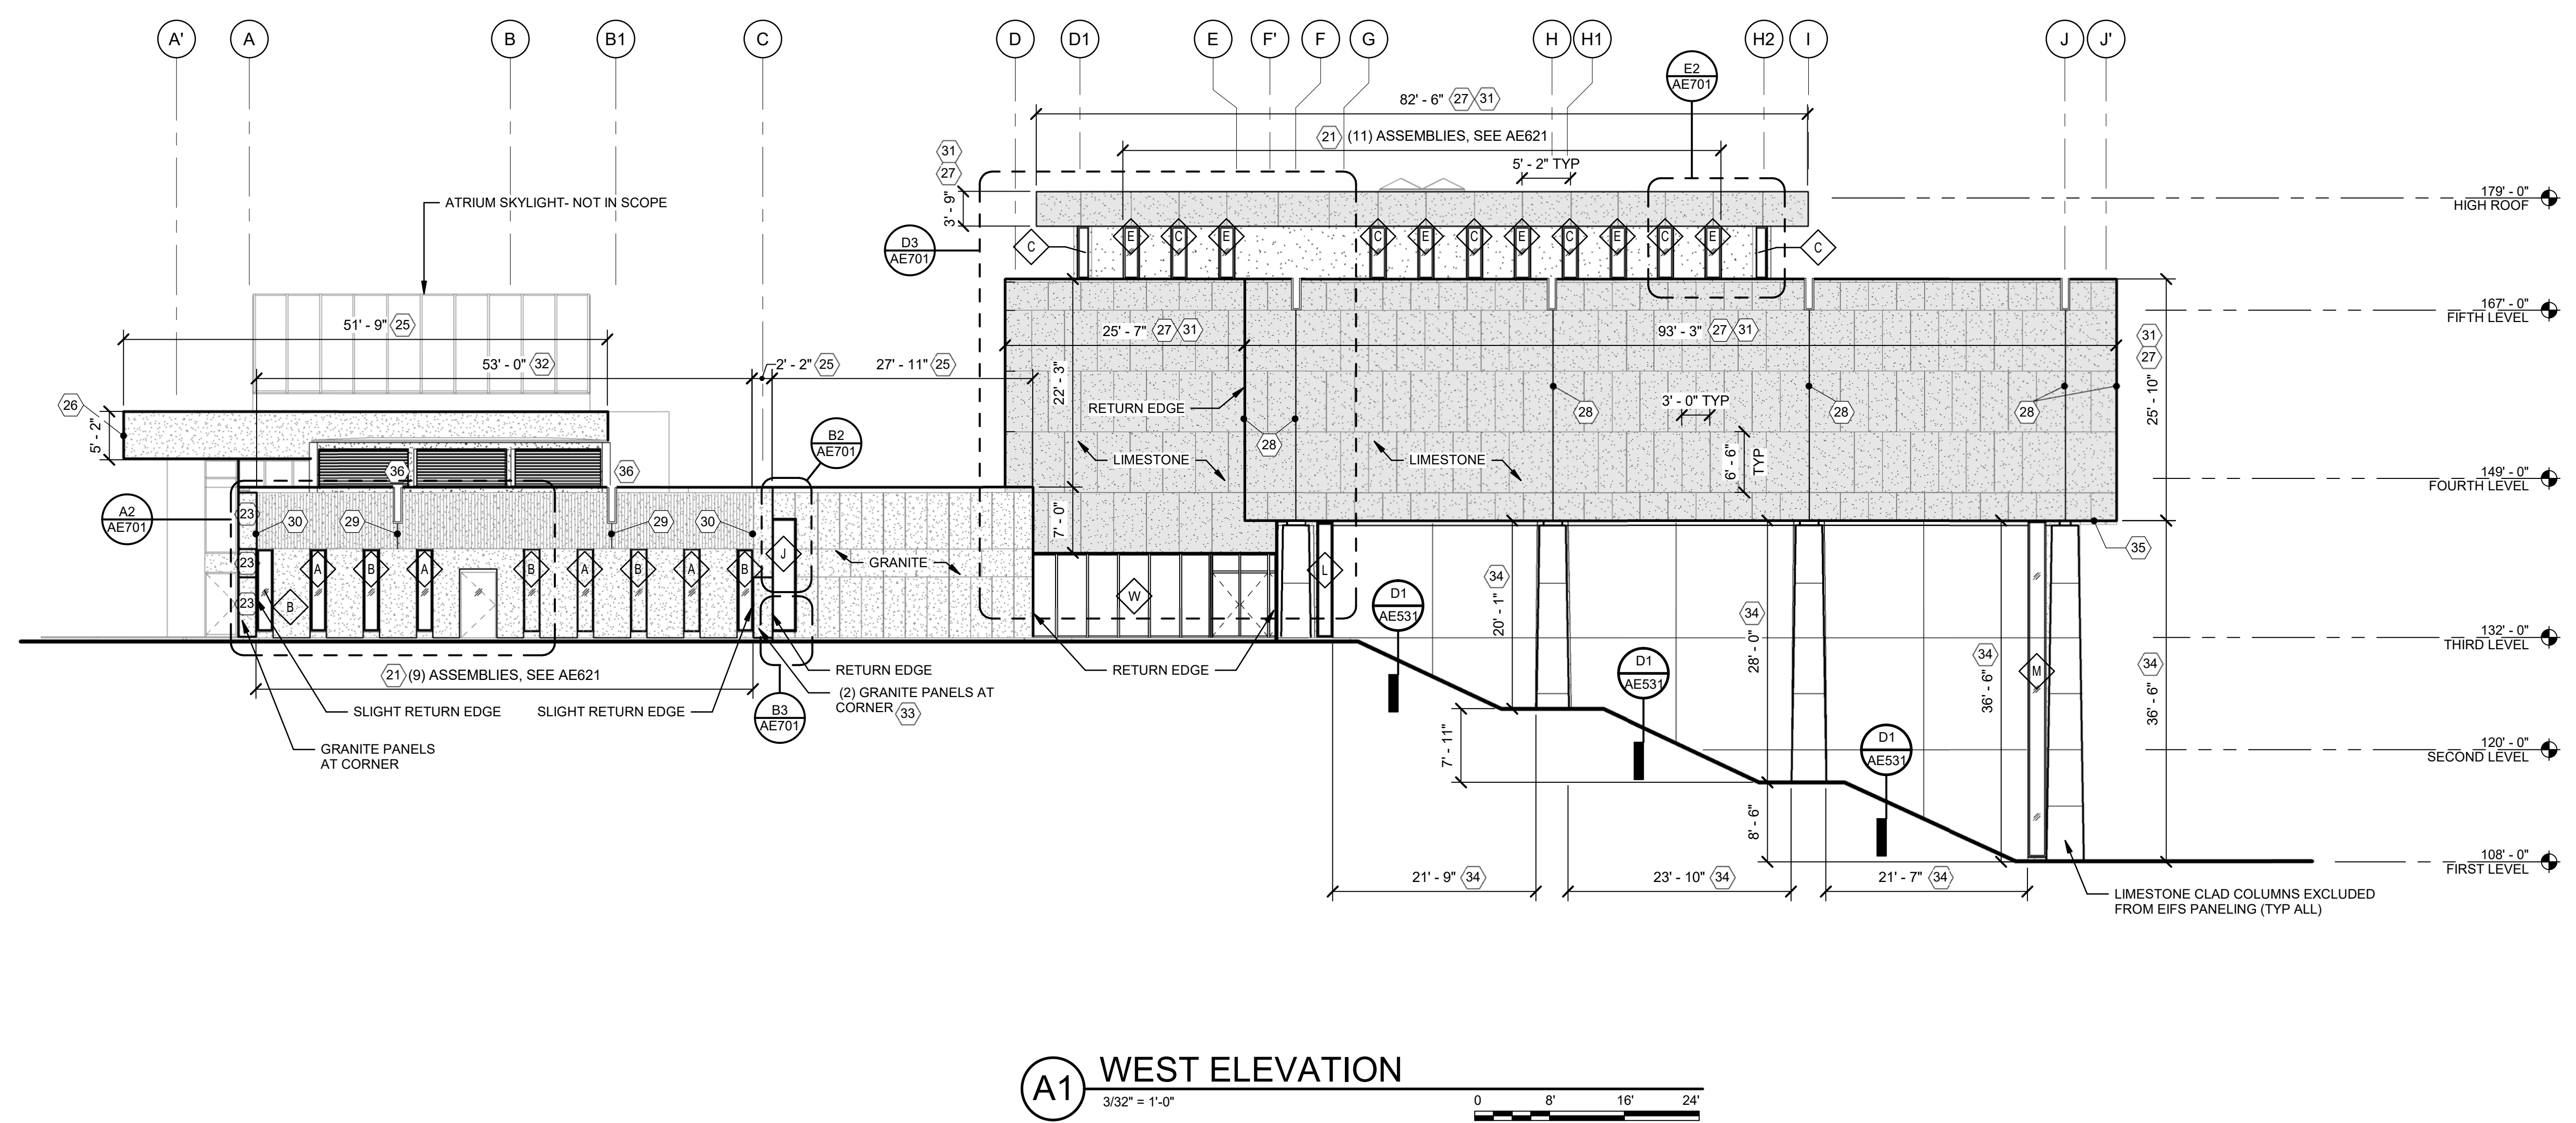 A' A B B1 C D D1 E F' F G H H1 H2 I J J'
E2
AE701
82' - 6" 27 31
21 (11) ASSEMBLIES, SEE AE621
5' - 2" TYP
31
27
3' - 9"
179' - 0"
HIGH ROOF
ATRIUM SKYLIGHT- NOT IN SCOPE
D3
AE701
C E C E C E C E C E C E C
167' - 0"
FIFTH LEVEL
51' - 9" 25
25' - 7" 27 31
93' - 3" 27 31
31
27
25' - 10"
53' - 0" 32
2' - 2" 25
27' - 11" 25
22' - 3"
26
5' - 2"
RETURN EDGE
28
28
28
28
3' - 0" TYP
B2
AE701
LIMESTONE
LIMESTONE
6' - 6"
TYP
36
36
149' - 0"
FOURTH LEVEL
A2
AE701
23
30
29
29
30
7' - 0"
J
GRANITE
35
23
A B A B A B A B
L
W
23
B
D1
AE531
34
20' - 1"
34
28' - 0"
132' - 0"
THIRD LEVEL
21 (9) ASSEMBLIES, SEE AE621
RETURN EDGE
RETURN EDGE
(2) GRANITE PANELS AT
CORNER 33
D1
AE531
34
36' - 6"
M
34
36' - 6"
SLIGHT RETURN EDGE
SLIGHT RETURN EDGE
B3
AE701
GRANITE PANELS
AT CORNER
7' - 11"
D1
AE531
120' - 0"
SECOND LEVEL
8' - 6"
108' - 0"
FIRST LEVEL
21' - 9" 34
23' - 10" 34
21' - 7" 34
LIMESTONE CLAD COLUMNS EXCLUDED
FROM EIFS PANELING (TYP ALL)
A1
WEST ELEVATION
3/32" = 1'-0"
0 8' 16' 24'